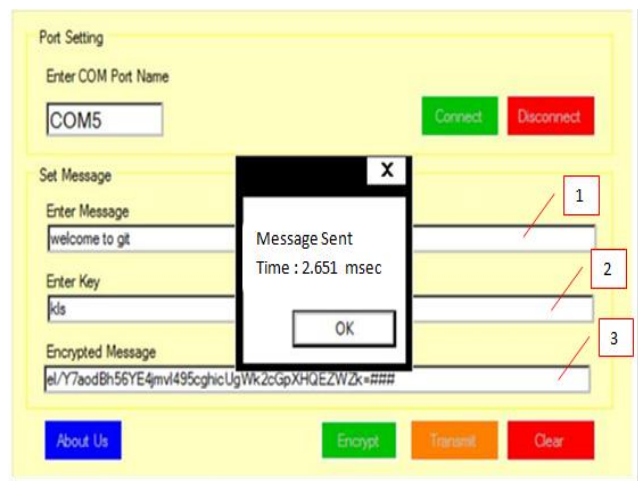 Port Setting
Enter COM Port Name
COM5
Connect
Disconnect
X
Set Message
1
Enter Message
welcome to git
Message Sent
Time : 2.651 msec
2
Enter Key
kls
OK
3
Encrypted Message
el/Y7aodBh56YE4jmvl495cghicUgWk2cGpXHQEZWZk=###
About Us
Encrypt
Transmit
Clear